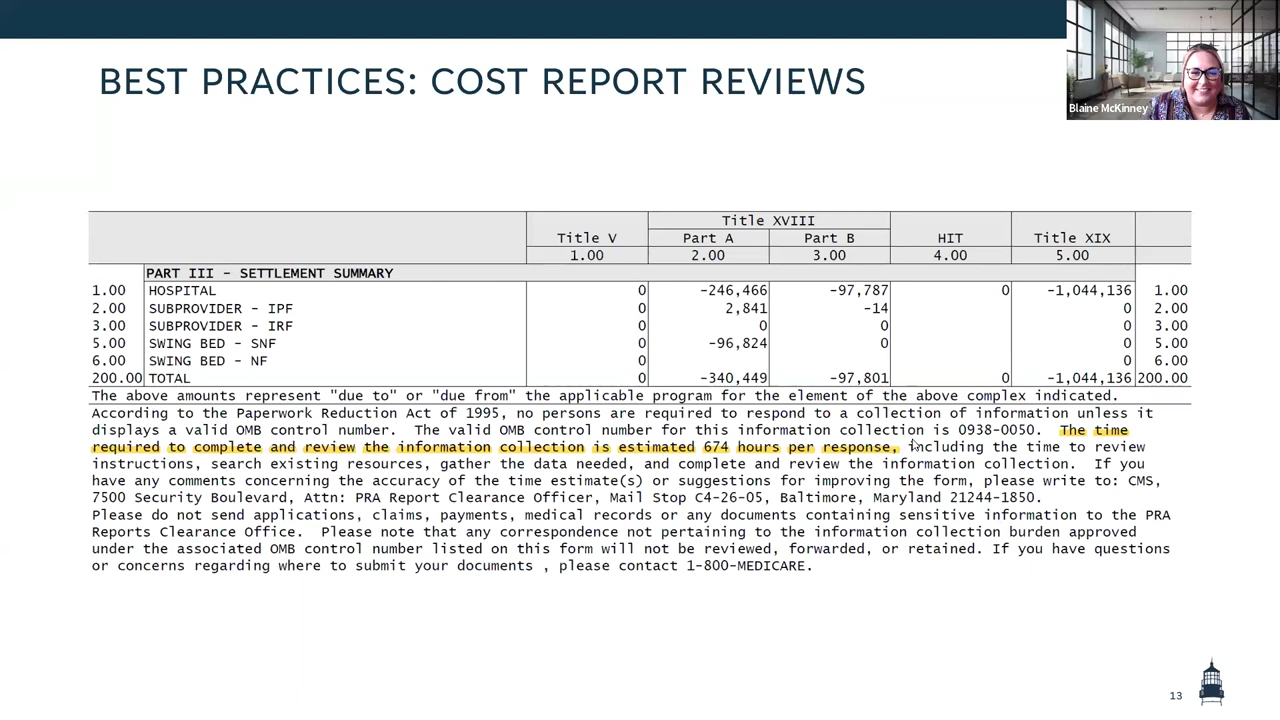 BEST PRACTICES: COST REPORT REVIEWS
Blaine McKinney
Title XVIII
Title V Part A Part B HIT Title XIX
1.00 2.00 3.00 4.00 5.00
PART III - SETTLEMENT SUMMARY
1.00 HOSPITAL 0 -246,466 -97,787 0 -1,044,136 1.00
2.00 SUBPROVIDER - IPF 0 2,841 -14 0 2.00
3.00 SUBPROVIDER - IRF 0 0 0 0 3.00
5.00 SWING BED - SNF 0 -96,824 0 0 5.00
6.00 SWING BED - NF 0 0 6.00
200.00 TOTAL 0 -340,449 -97,801 0 -1,044,136 200.00
The above amounts represent "due to" or "due from" the applicable program for the element of the above complex indicated.
According to the Paperwork Reduction Act of 1995, no persons are required to respond to a collection of information unless it
displays a valid OMB control number. The valid OMB control number for this information collection is 0938-0050. The time
required to complete and review the information collection is estimated 674 hours per response, including the time to review
instructions, search existing resources, gather the data needed, and complete and review the information collection. If you
have any comments concerning the accuracy of the time estimate(s) or suggestions for improving the form, please write to: CMS,
7500 Security Boulevard, Attn: PRA Report Clearance Officer, Mail Stop C4-26-05, Baltimore, Maryland 21244-1850.
Please do not send applications, claims, payments, medical records or any documents containing sensitive information to the PRA
Reports Clearance Office. Please note that any correspondence not pertaining to the information collection burden approved
under the associated OMB control number listed on this form will not be reviewed, forwarded, or retained. If you have questions
or concerns regarding where to submit your documents , please contact 1-800-MEDICARE.
13